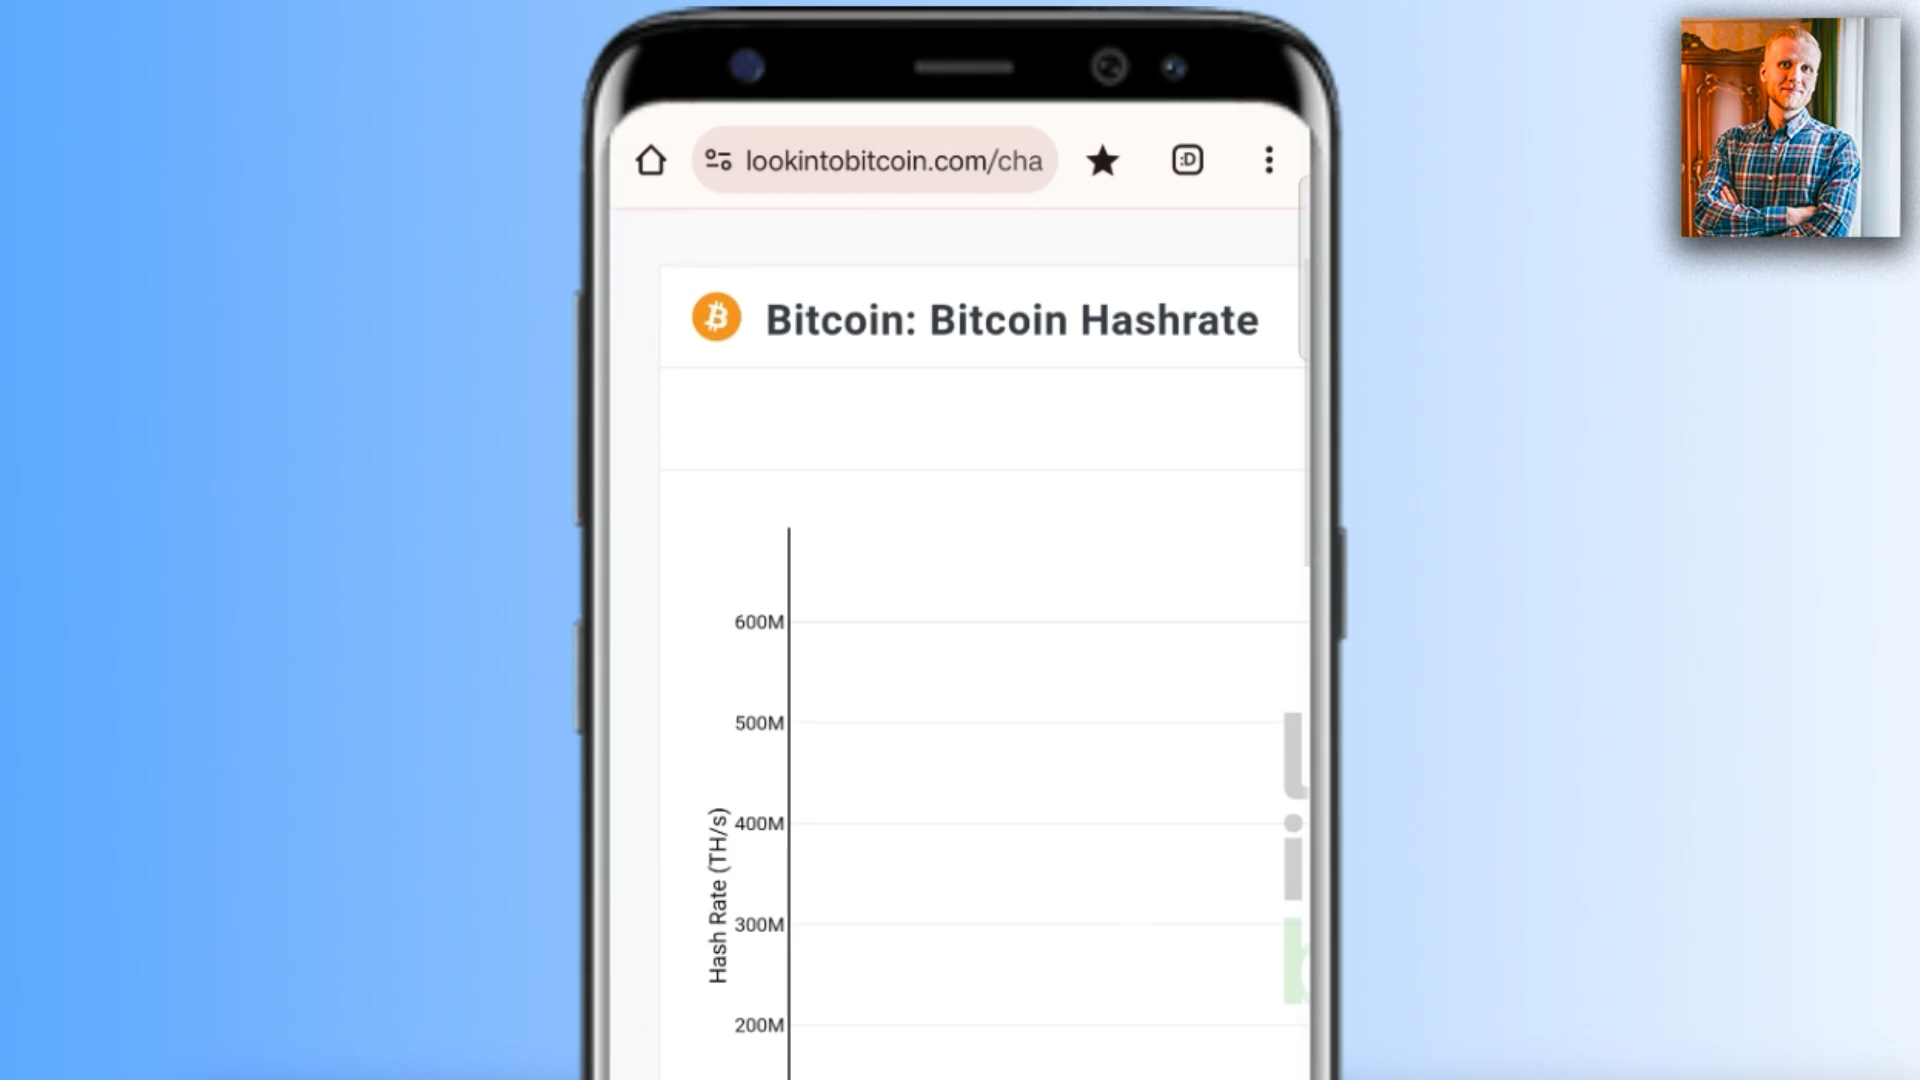 lookintobitcoin.com/cha
:D
Bitcoin: Bitcoin Hashrate
600M
500M
400M
300M
200M
Hash Rate (TH/s)
l
i
b